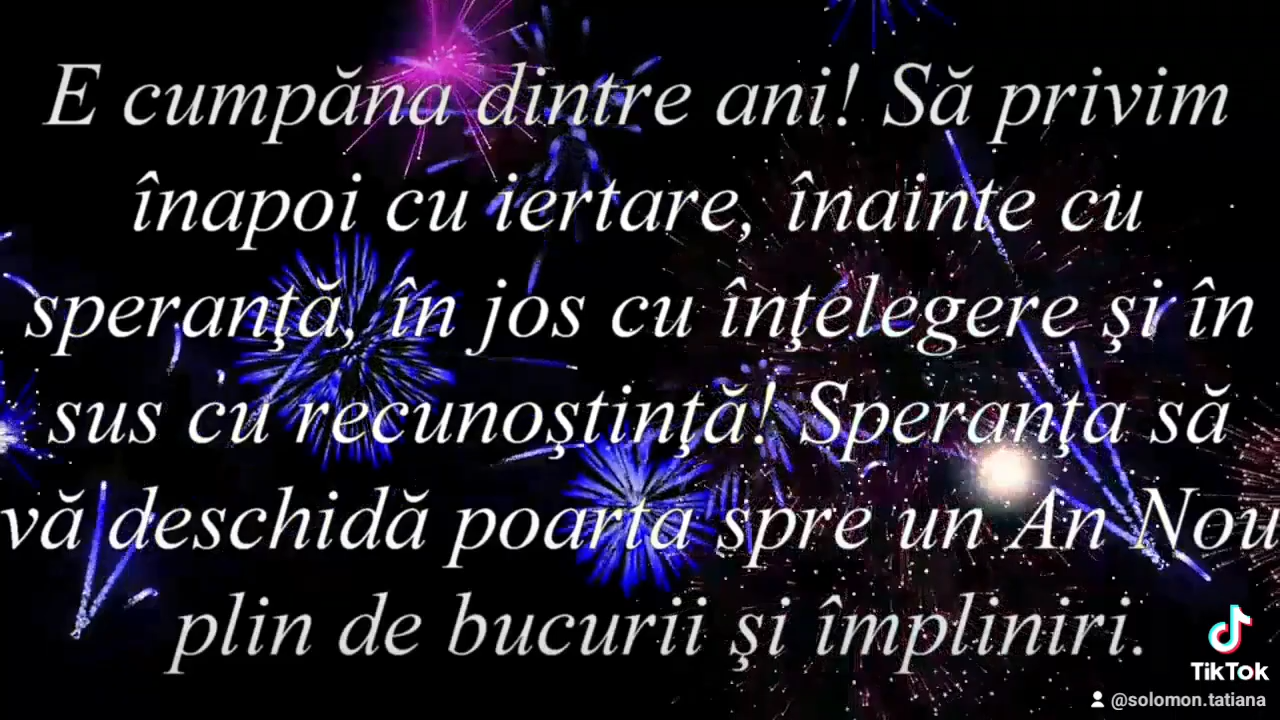 E cumpăna dintre ani! Să privim
înapoi cu iertare, înainte cu
speranţă, în jos cu înţelegere şi în
sus cu recunoştinţă! Speranţa să
vă deschidă poarta spre un An Nou
plin de bucurii şi împliniri.
TikTok
@solomon.tatiana